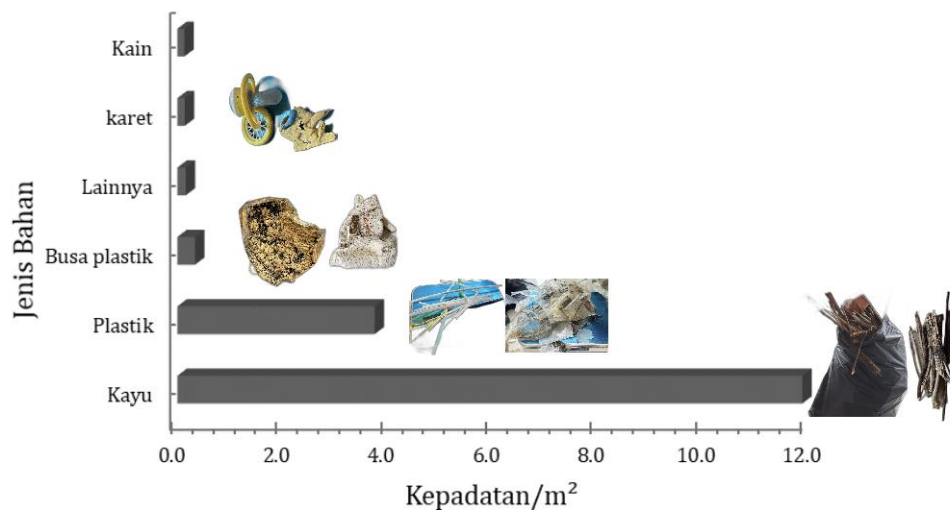 Jenis Bahan
Kain
karet
Lainnya
Busa plastik
Plastik
Kayu
0.0 2.0 4.0 6.0 8.0 10.0 12.0
Kepadatan/m²